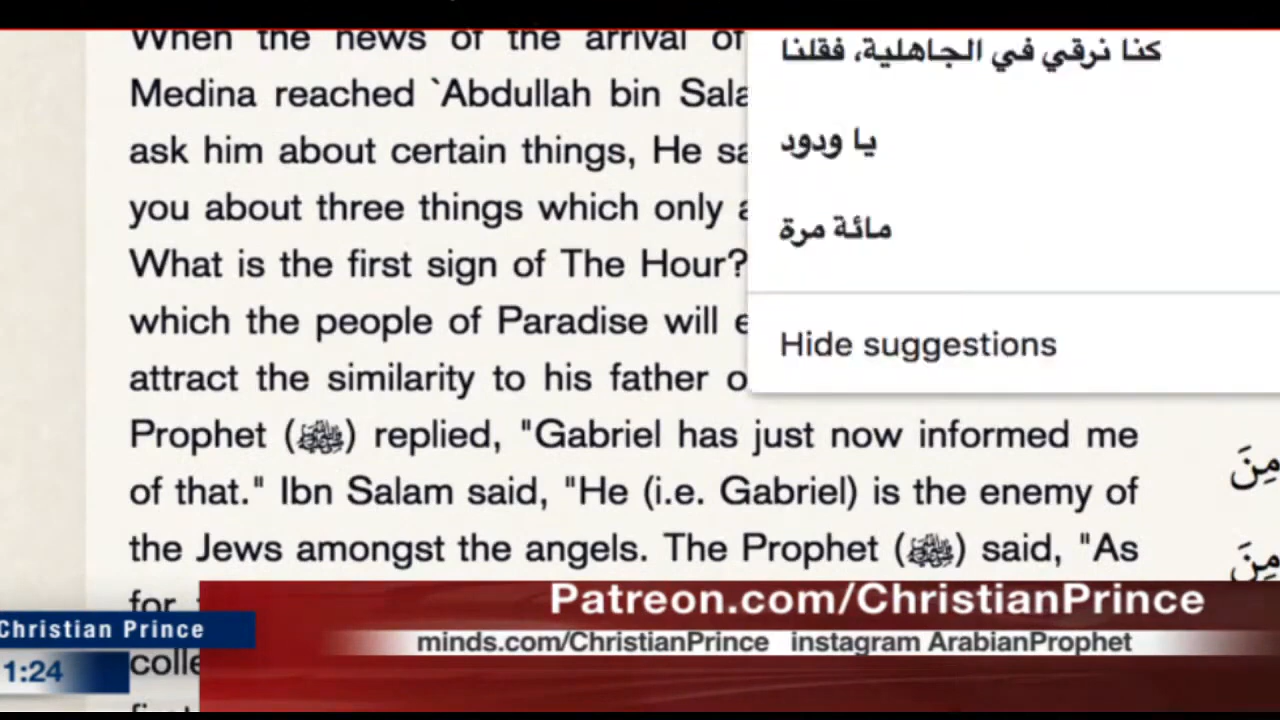 When the news of the arrival of
Medina reached `Abdullah bin
ask him about certain things, He
you about three things which only
What is the first sign of The Hour?
which the people of Paradise will
attract the similarity to his father
Prophet (ﷺ) replied, "Gabriel has just now informed me
of that." Ibn Salam said, "He (i.e. Gabriel) is the enemy of
the Jews amongst the angels. The Prophet (ﷺ) said, "As
for
كنا نرقي في الجاهلية، فقلنا
يا ودود
مائة مرة
Hide suggestions
مِنَ
مِنَ
Patreon.com/ChristianPrince
minds.com/ChristianPrince instagram ArabianProphet
Christian Prince
1:24